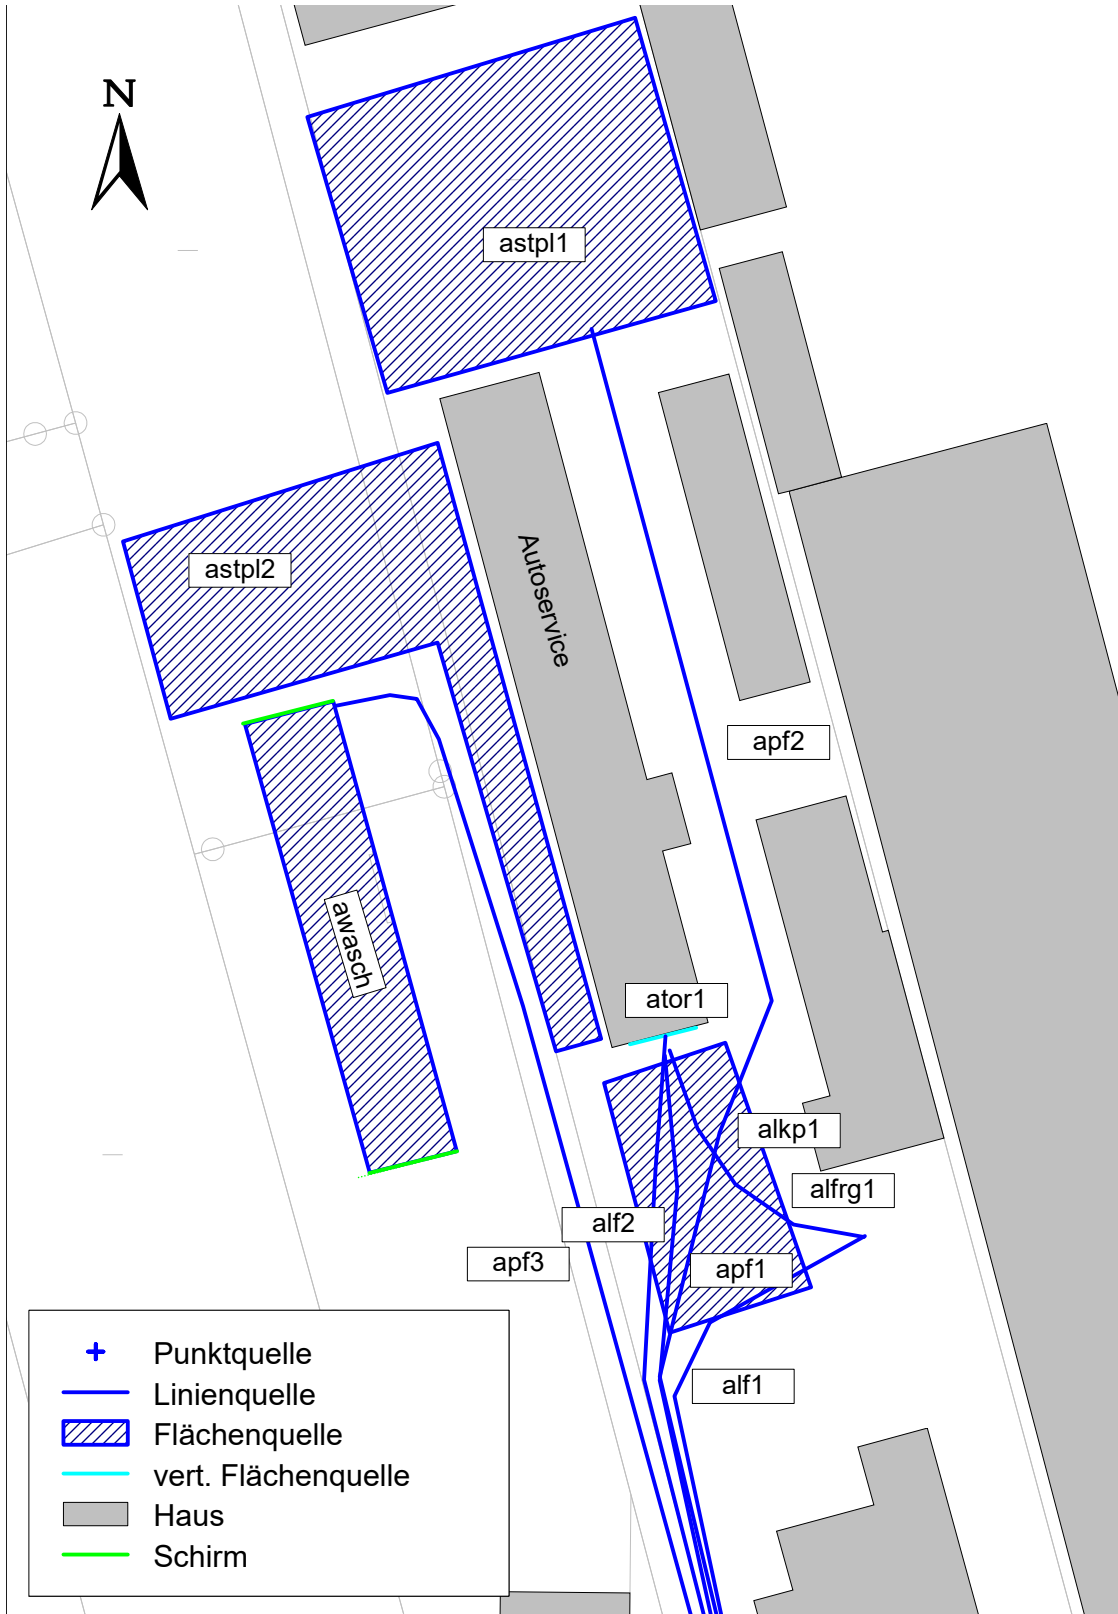 N
astpl1
astpl2
Autoservice
apf2
awasch
ator1
alkp1
alfrg1
alf2
apf3
apf1
alf1
Punktquelle
Linienquelle
Flächenquelle
vert. Flächenquelle
Haus
Schirm